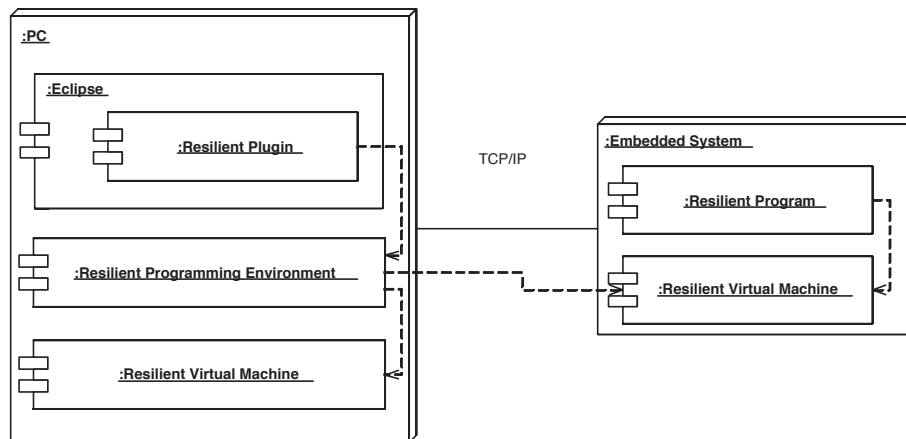 :PC
:Eclipse
:Resilient Plugin
:Resilient Programming Environment
:Resilient Virtual Machine
TCP/IP
:Embedded System
:Resilient Program
:Resilient Virtual Machine